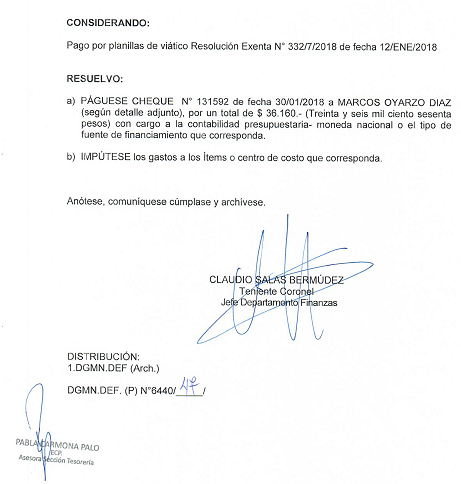 CONSIDERANDO:
Pago por planillas de viático Resolución Exenta N° 332/7/2018 de fecha 12/ENE/2018
RESUELVO:
a) PÁGUESE CHEQUE N° 131592 de fecha 30/01/2018 a MARCOS OYARZO DIAZ
(según detalle adjunto), por un total de $ 36.160.- (Treinta y seis mil ciento sesenta
pesos) con cargo a la contabilidad presupuestaria- moneda nacional o el tipo de
fuente de financiamiento que corresponda.
b) IMPÚTESE los gastos a los Ítems o centro de costo que corresponda.
Anótese, comuníquese cúmplase y archívese.
CLAUDIO SALAS BERMÚDEZ
Teniente Coronel
Jefe Departamento Finanzas
DISTRIBUCIÓN:
1.DGMN.DEF (Arch.)
DGMN.DEF. (P) N°6440/ 47 /
PABLA CARMONA PALO
ECP.
Asesora Sección Tesorería